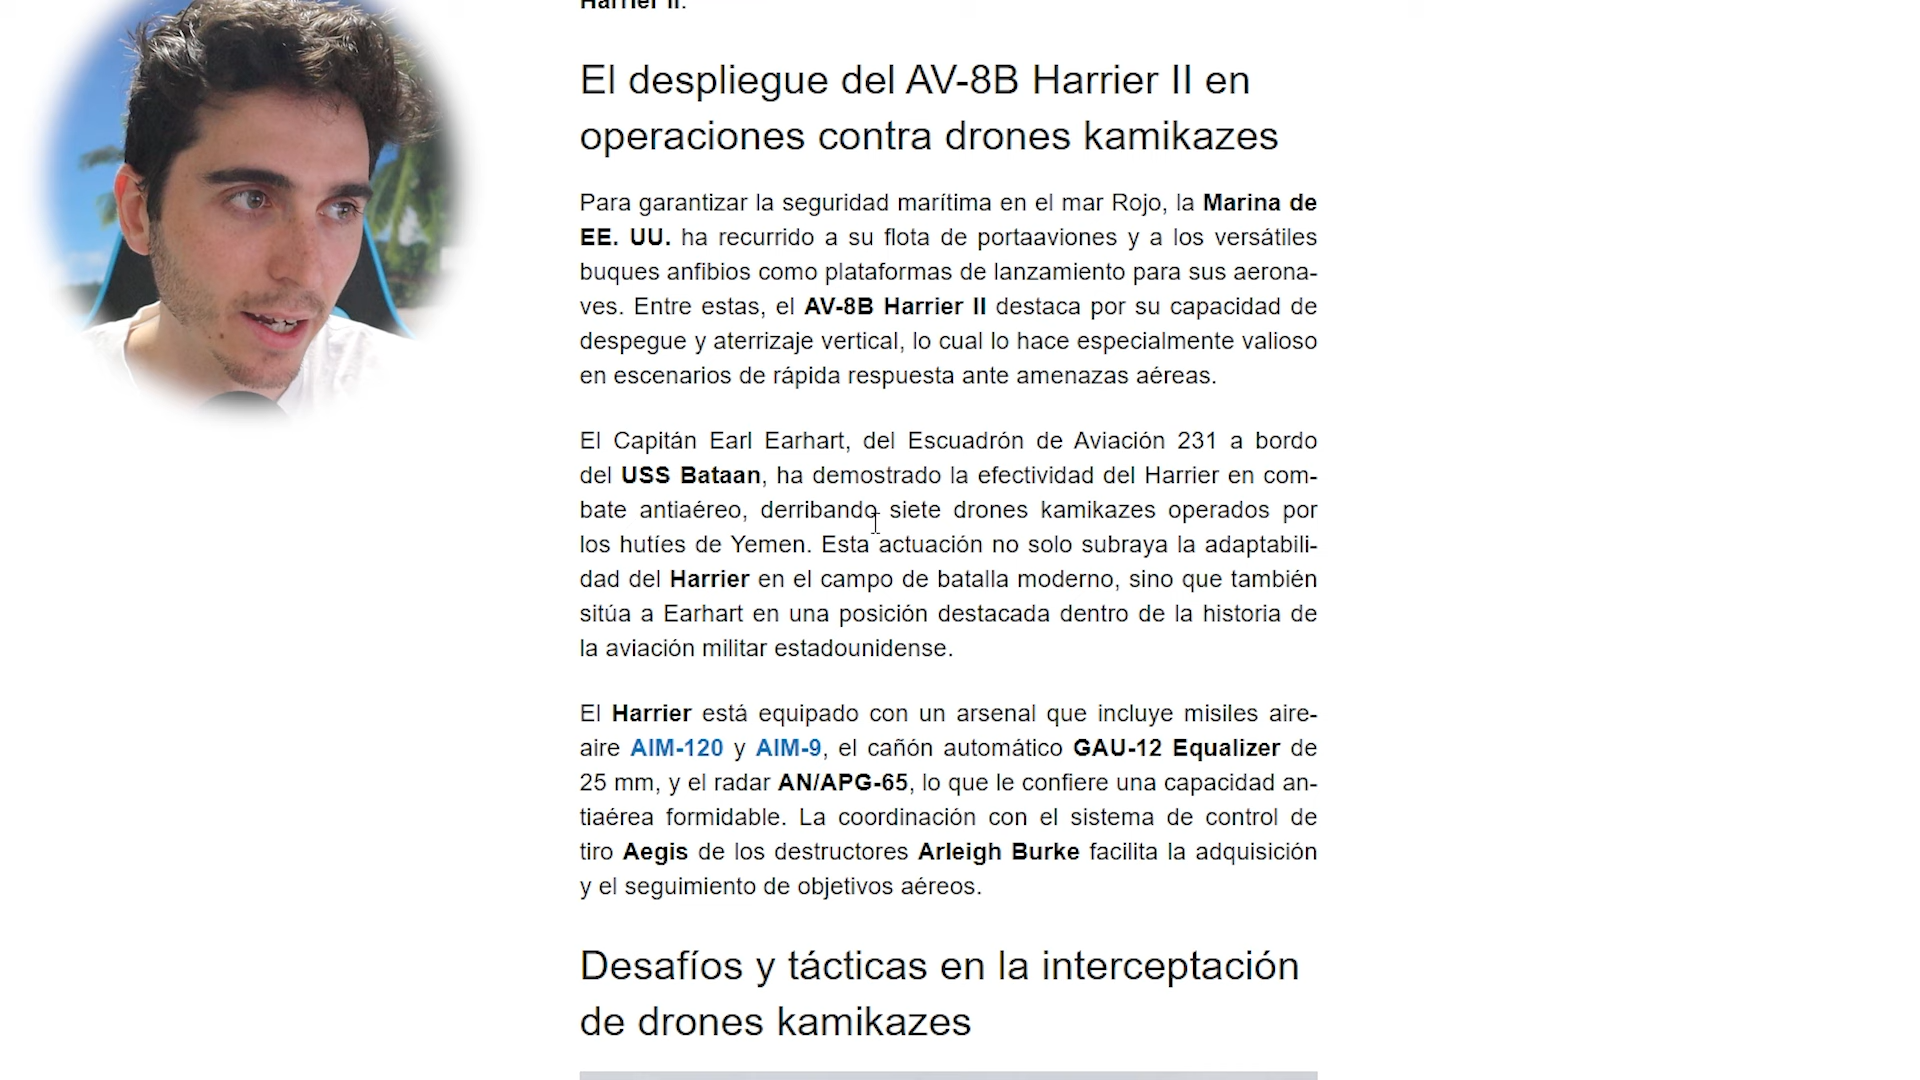 Harrier II.
El despliegue del AV-8B Harrier II en
operaciones contra drones kamikazes
Para garantizar la seguridad marítima en el mar Rojo, la Marina de
EE. UU. ha recurrido a su flota de portaaviones y a los versátiles
buques anfibios como plataformas de lanzamiento para sus aerona-
ves. Entre estas, el AV-8B Harrier II destaca por su capacidad de
despegue y aterrizaje vertical, lo cual lo hace especialmente valioso
en escenarios de rápida respuesta ante amenazas aéreas.
El Capitán Earl Earhart, del Escuadrón de Aviación 231 a bordo
del USS Bataan, ha demostrado la efectividad del Harrier en com-
bate antiaéreo, derribando siete drones kamikazes operados por
los hutíes de Yemen. Esta actuación no solo subraya la adaptabili-
dad del Harrier en el campo de batalla moderno, sino que también
sitúa a Earhart en una posición destacada dentro de la historia de
la aviación militar estadounidense.
El Harrier está equipado con un arsenal que incluye misiles aire-
aire AIM-120 y AIM-9, el cañón automático GAU-12 Equalizer de
25 mm, y el radar AN/APG-65, lo que le confiere una capacidad an-
tiaérea formidable. La coordinación con el sistema de control de
tiro Aegis de los destructores Arleigh Burke facilita la adquisición
y el seguimiento de objetivos aéreos.
Desafíos y tácticas en la interceptación
de drones kamikazes